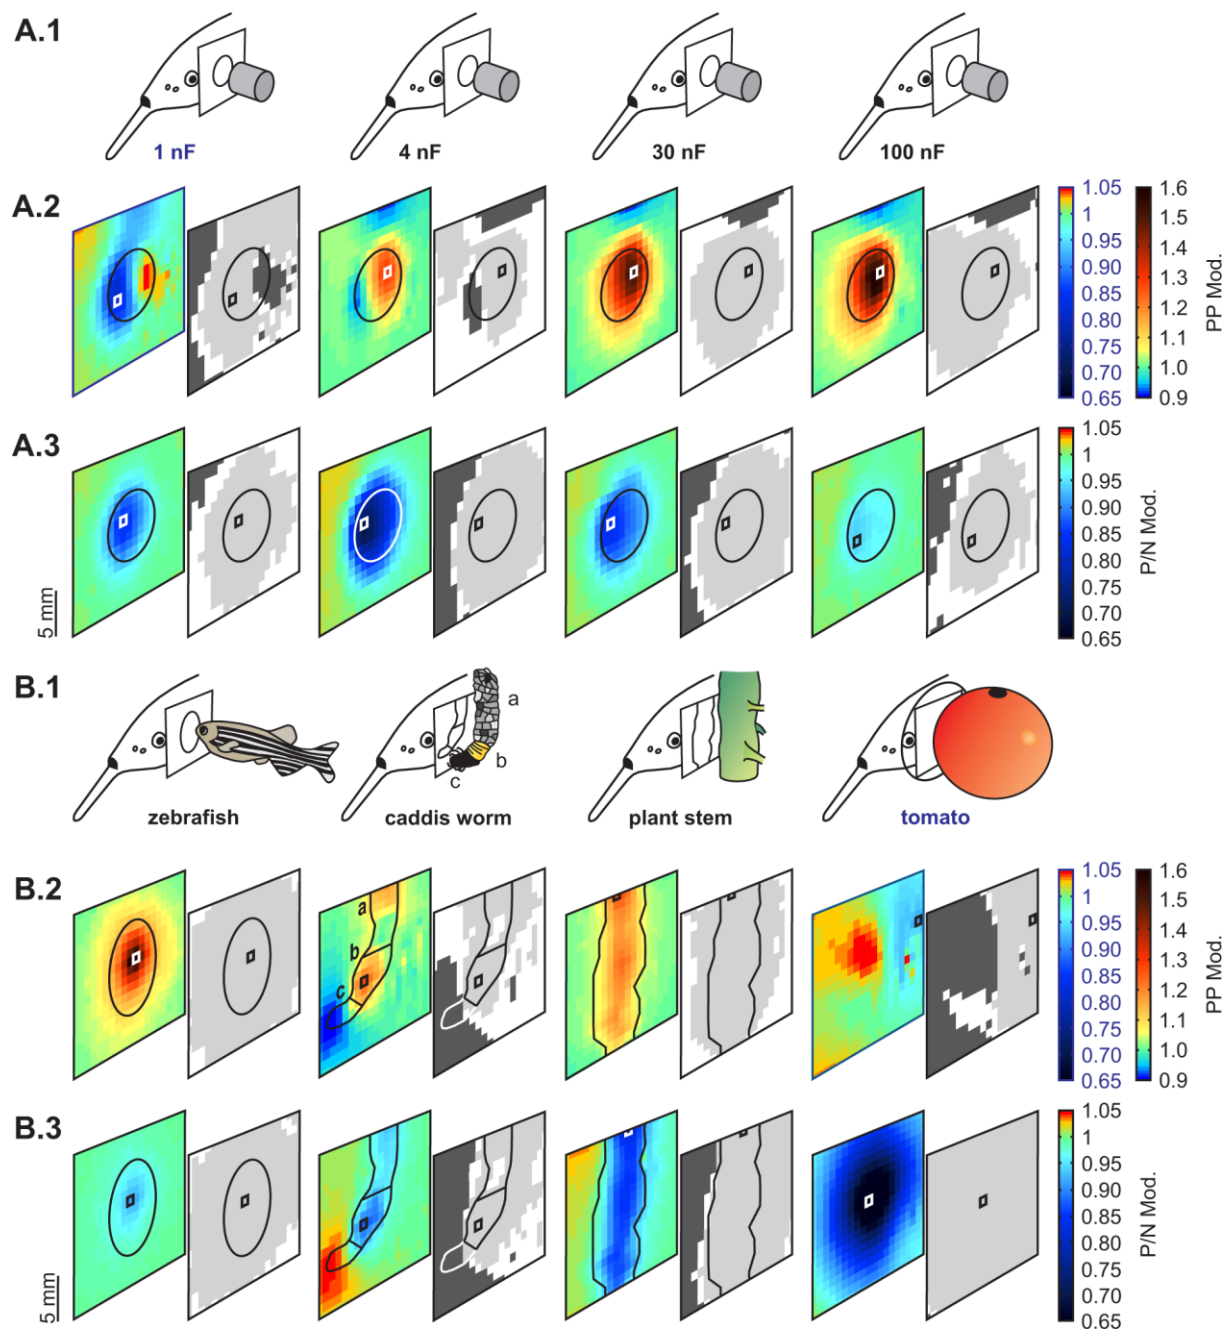 A.1
1 nF 4 nF 30 nF 100 nF
A.2
1.05 1.6
1 1.5
0.95 1.4
0.90 1.3
0.85 1.2
0.80 1.1
0.75 1.0
0.70 0.9
0.65
PP Mod.
A.3
1.05
1
0.95
0.90
0.85
0.80
0.75
0.70
0.65
P/N Mod.
5 mm
B.1
a
b
c
zebrafish caddis worm plant stem tomato
B.2
a
b
c
1.05 1.6
1 1.5
0.95 1.4
0.90 1.3
0.85 1.2
0.80 1.1
0.75 1.0
0.70 0.9
0.65
PP Mod.
B.3
1.05
1
0.95
0.90
0.85
0.80
0.75
0.70
0.65
P/N Mod.
5 mm